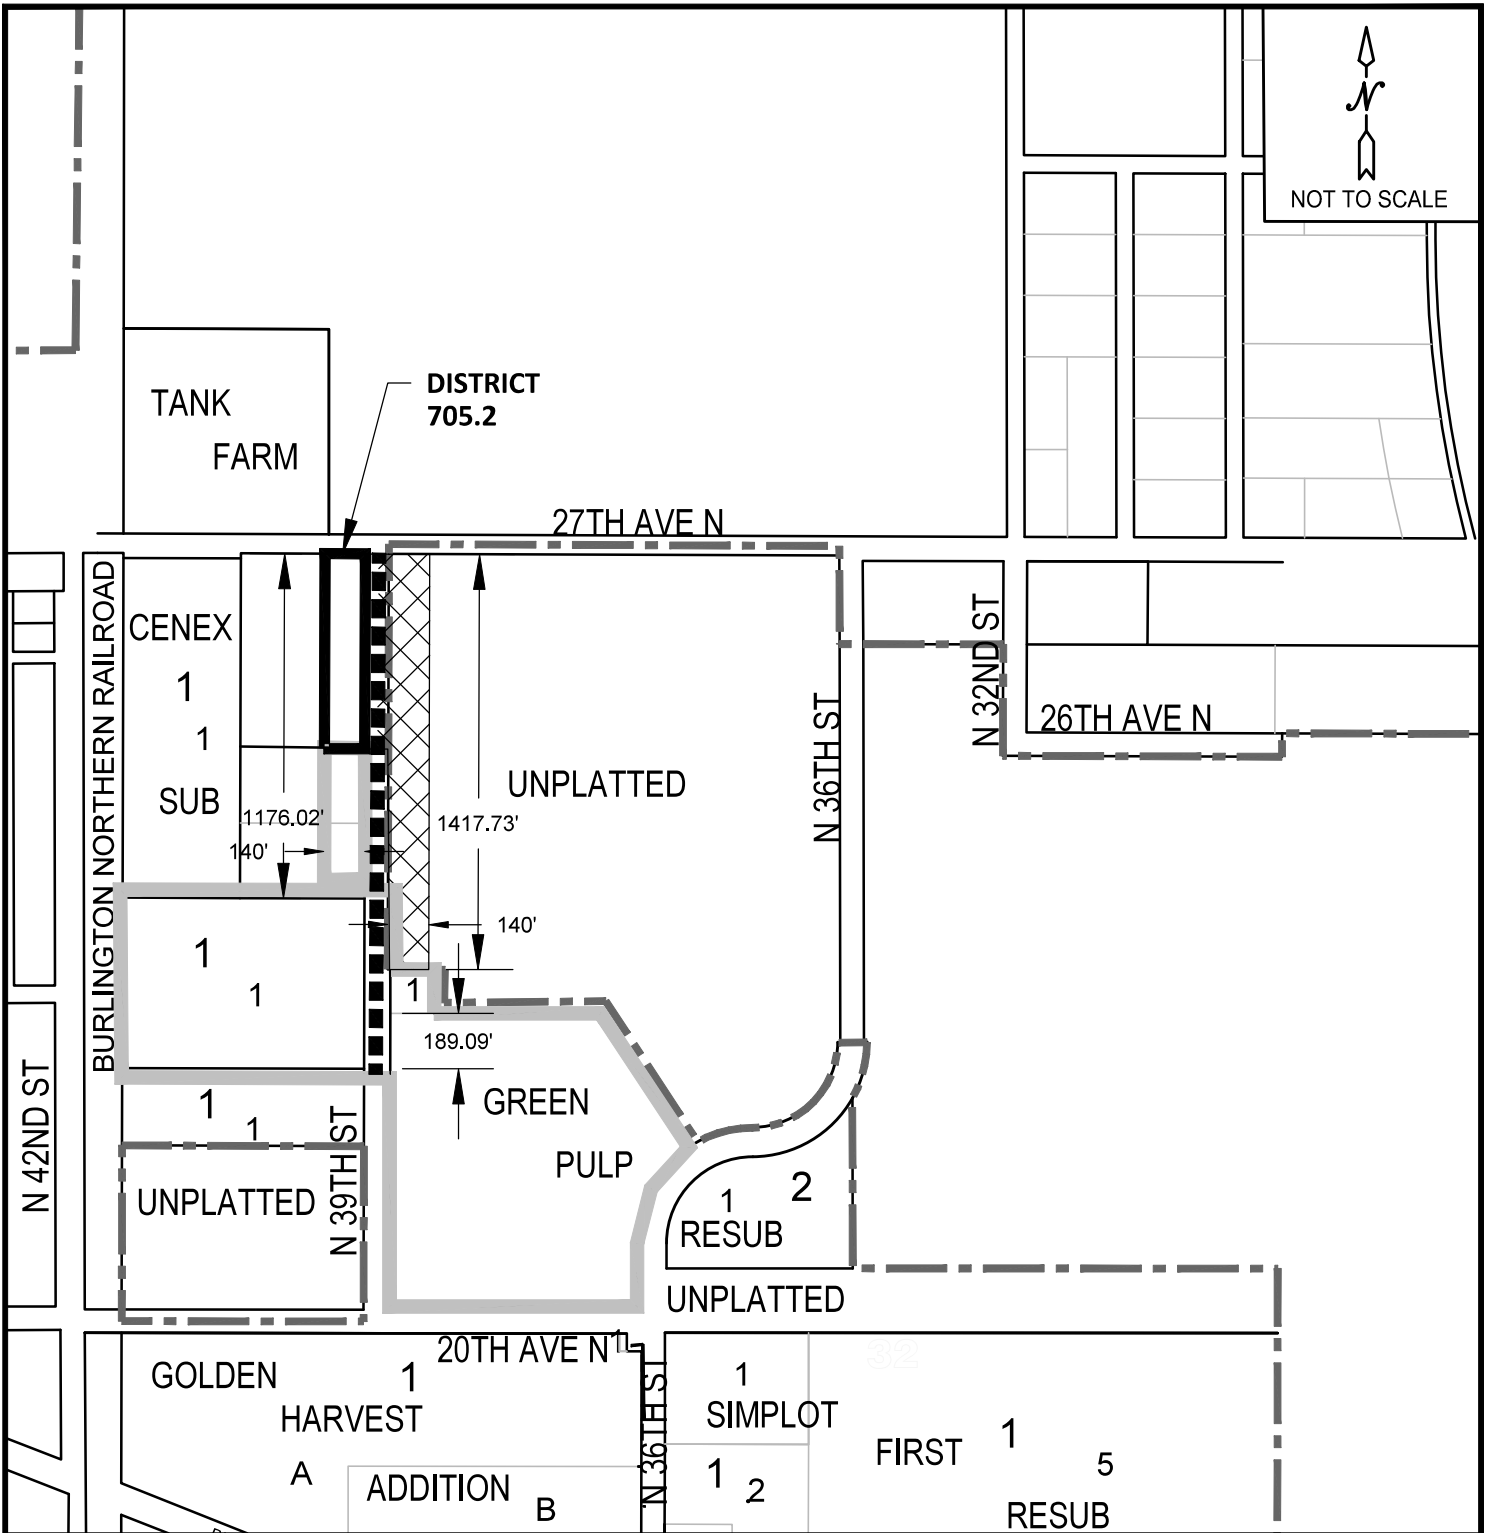 N
NOT TO SCALE
DISTRICT
705.2
TANK
FARM
27TH AVE N
BURLINGTON NORTHERN RAILROAD
CENEX
1
1
SUB
1176.02'
140'
UNPLATTED
1417.73'
140'
N 36TH ST
N 32ND ST
26TH AVE N
1
1
1
189.09'
GREEN
PULP
N 42ND ST
1
1
N 39TH ST
UNPLATTED
1
2
RESUB
UNPLATTED
20TH AVE N
1
32
GOLDEN
1
HARVEST
A
ADDITION
B
N 36TH ST
1
SIMPLOT
1
2
FIRST
1
5
RESUB